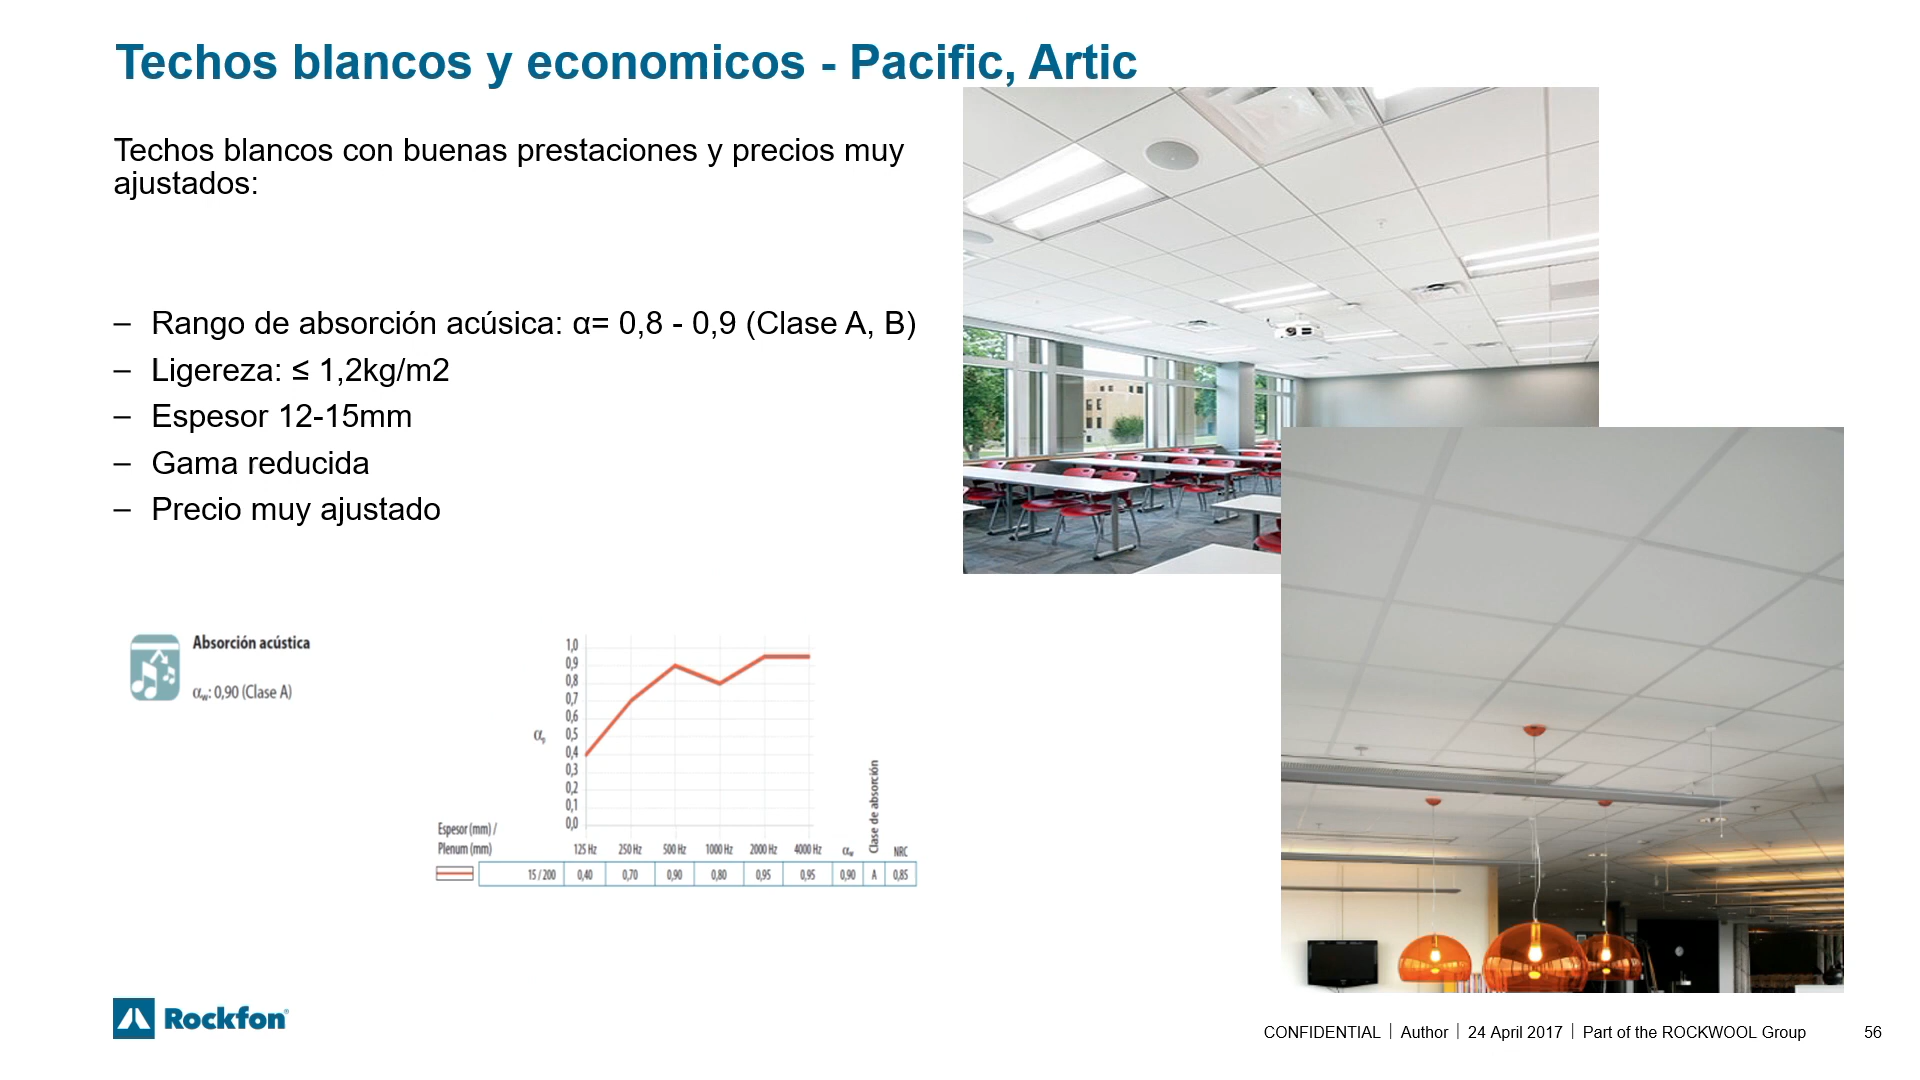 Techos blancos y economicos - Pacific, Artic
Techos blancos con buenas prestaciones y precios muy
ajustados:
– Rango de absorción acúsica: α= 0,8 - 0,9 (Clase A, B)
– Ligereza: ≤ 1,2kg/m2
– Espesor 12-15mm
– Gama reducida
– Precio muy ajustado
Absorción acústica
αw: 0,90 (Clase A)
1,0
0,9
0,8
0,7
0,6
0,5
0,4
0,3
0,2
0,1
0,0
αp
Clase de absorción
Espesor (mm) /
Plenum (mm)
125 Hz 250 Hz 500 Hz 1000 Hz 2000 Hz 4000 Hz αw NRC
15 / 200 0,40 0,70 0,90 0,80 0,95 0,95 0,90 A 0,85
Rockfon®
CONFIDENTIAL | Author | 24 April 2017 | Part of the ROCKWOOL Group 56